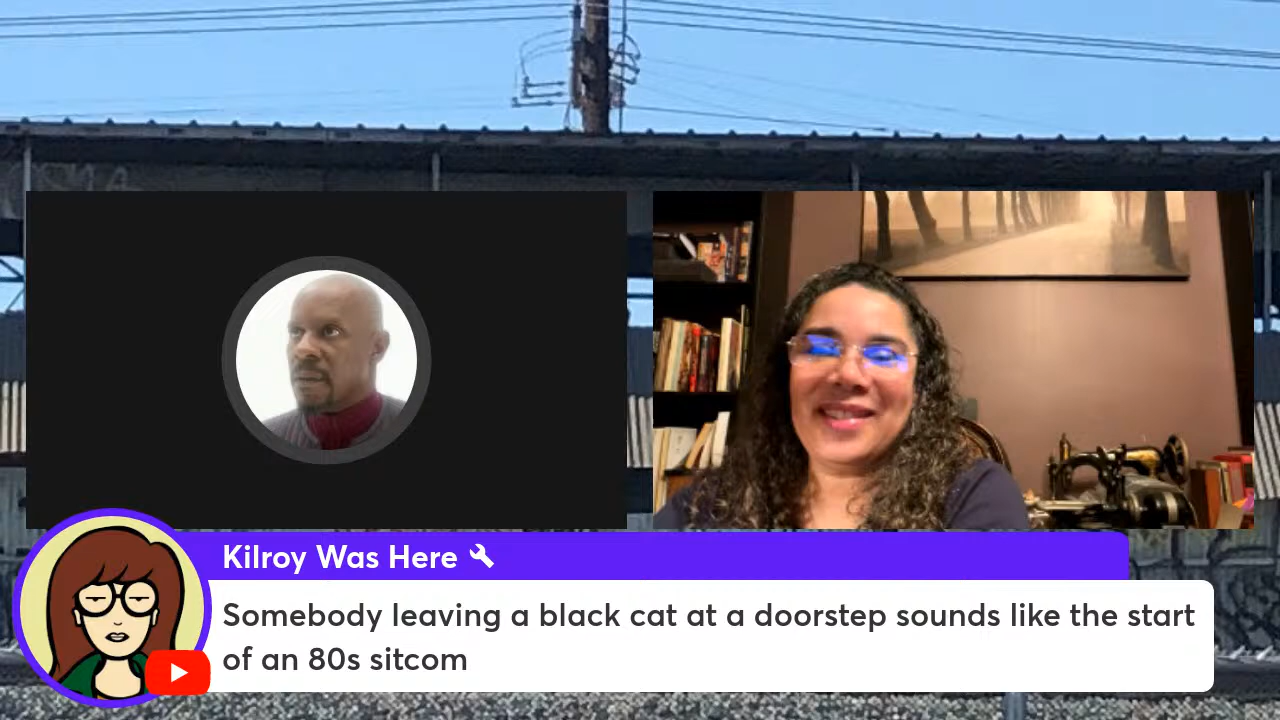 Kilroy Was Here
Somebody leaving a black cat at a doorstep sounds like the start
of an 80s sitcom